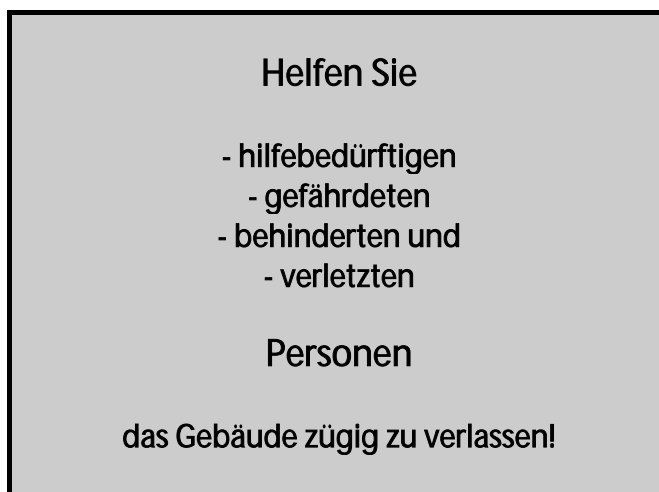 Helfen Sie
- hilfebedürftigen
- gefährdeten
- behinderten und
- verletzten
Personen
das Gebäude zügig zu verlassen!